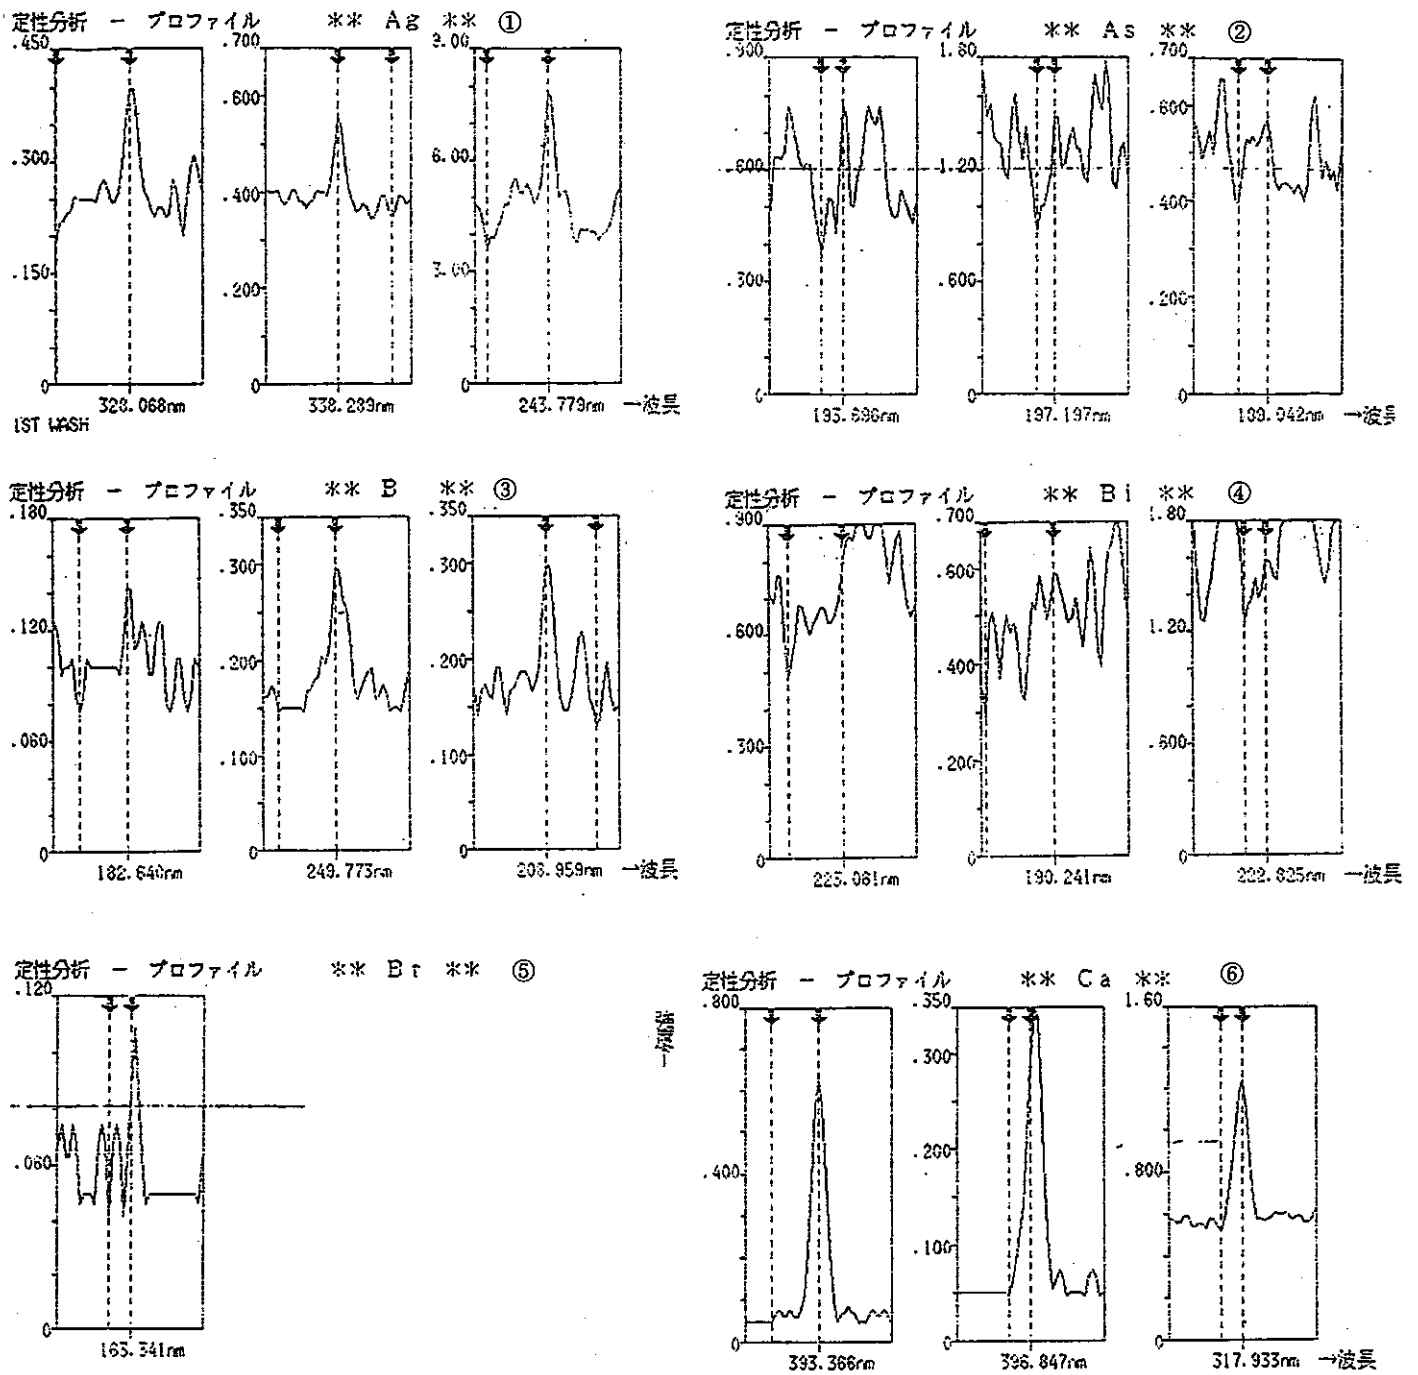 定性分析 － プロファイル ** Ag ** ①
.450 .300 .150 0
.700 .600 .400 .200 0
9.00 6.00 3.00 0
328.068nm 338.289nm 243.779nm →波長
1ST WASH
定性分析 － プロファイル ** As ** ②
.900 .600 .300 0
1.80 1.20 .600 0
.700 .600 .400 .200 0
193.696nm 197.197nm 189.042nm →波長
定性分析 － プロファイル ** B ** ③
.180 .120 .060 0
.350 .300 .200 .100 0
.350 .300 .200 .100 0
182.640nm 249.773nm 208.959nm →波長
定性分析 － プロファイル ** Bi ** ④
.900 .600 .300 0
.700 .600 .400 .200 0
1.80 1.20 .600 0
223.061nm 190.241nm 222.825nm →波長
定性分析 － プロファイル ** Br ** ⑤
.120 .060 0
163.341nm
定性分析 － プロファイル ** Ca ** ⑥
.800 .400 0
.350 .300 .200 .100 0
1.60 .800 0
393.366nm 396.847nm 317.933nm →波長